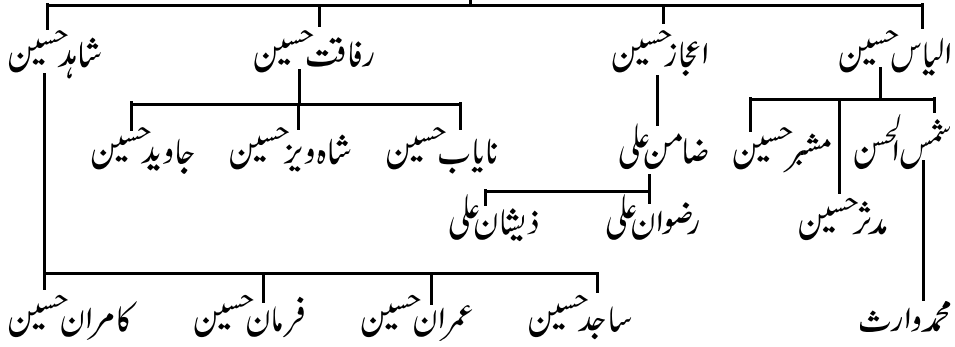 الیاس حسین اعجاز حسین رفاقت حسین شاہد حسین
شمس الحسن مشبر حسین ضامن علی نایاب حسین شاہ ویز حسین جاوید حسین
مدثر حسین رضوان علی ذیشان علی
محمد وارث ساجد حسین عمران حسین فرمان حسین کامران حسین